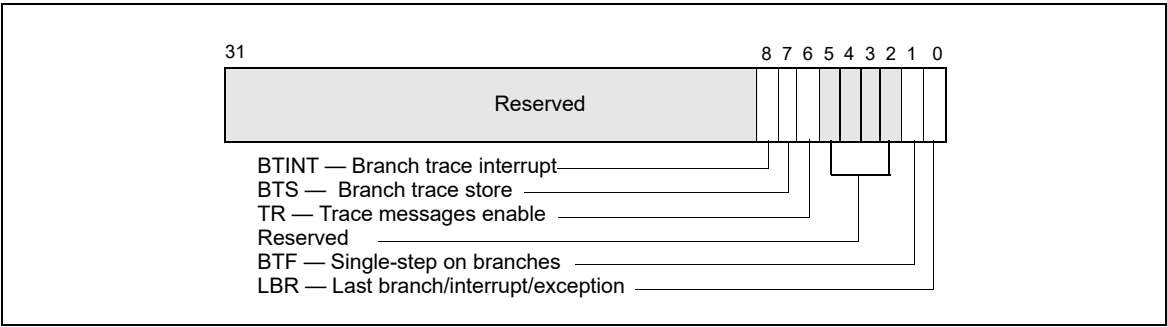 31 8 7 6 5 4 3 2 1 0
Reserved
BTINT — Branch trace interrupt
BTS — Branch trace store
TR — Trace messages enable
Reserved
BTF — Single-step on branches
LBR — Last branch/interrupt/exception